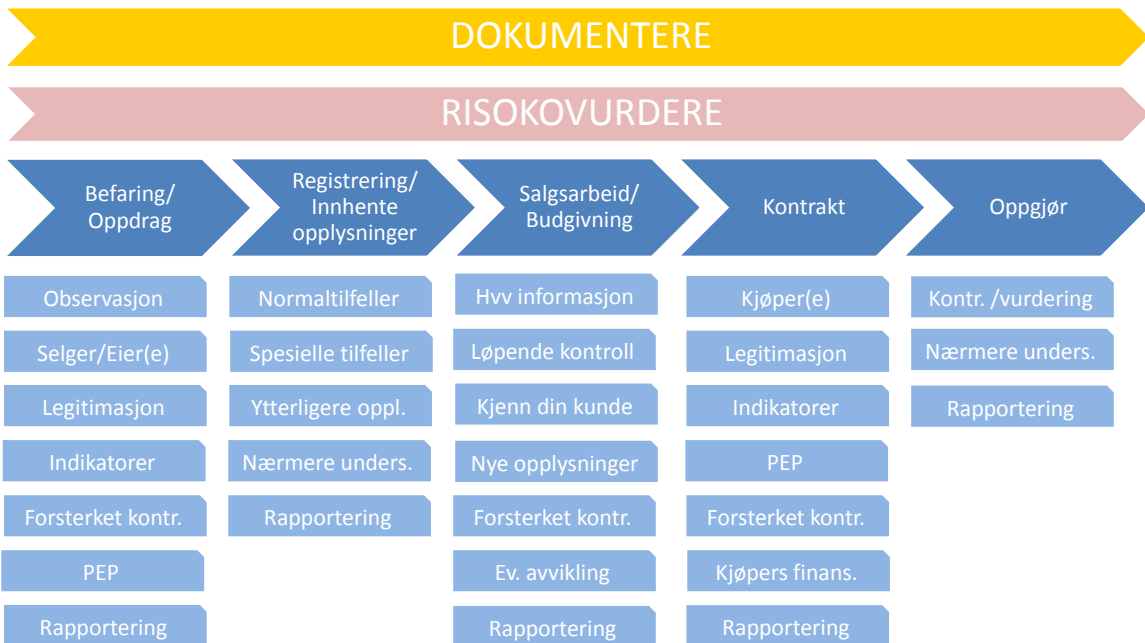 DOKUMENTERE
RISOKOVURDERE
Befaring/
Oppdrag
Registrering/
Innhente
opplysninger
Salgsarbeid/
Budgivning
Kontrakt
Oppgjør
Observasjon
Selger/Eier(e)
Legitimasjon
Indikatorer
Forsterket kontr.
PEP
Rapportering
Normaltilfeller
Spesielle tilfeller
Ytterligere oppl.
Nærmere unders.
Rapportering
Hvv informasjon
Løpende kontroll
Kjenn din kunde
Nye opplysninger
Forsterket kontr.
Ev. avvikling
Rapportering
Kjøper(e)
Legitimasjon
Indikatorer
PEP
Forsterket kontr.
Kjøpers finans.
Rapportering
Kontr. /vurdering
Nærmere unders.
Rapportering